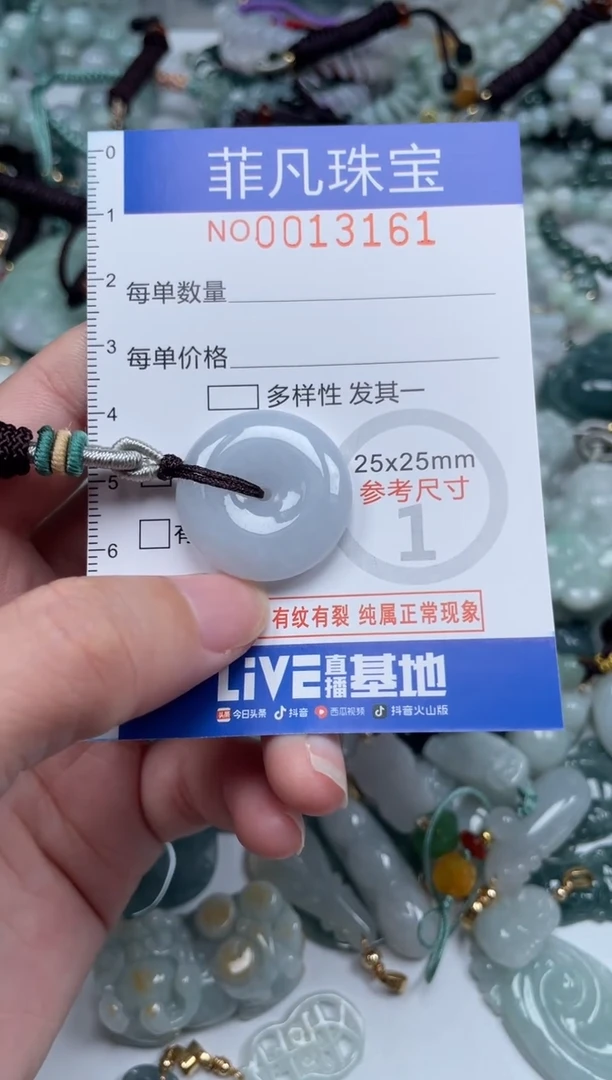 0
菲凡珠宝
1
NO0013161
2
每单数量
3
每单价格
4
多样性 发其一
25x25mm
5
参考尺寸
1
有
6
有纹有裂 纯属正常现象
LiVE直播基地
头条 今日头条 抖音 西瓜视频 抖音火山版